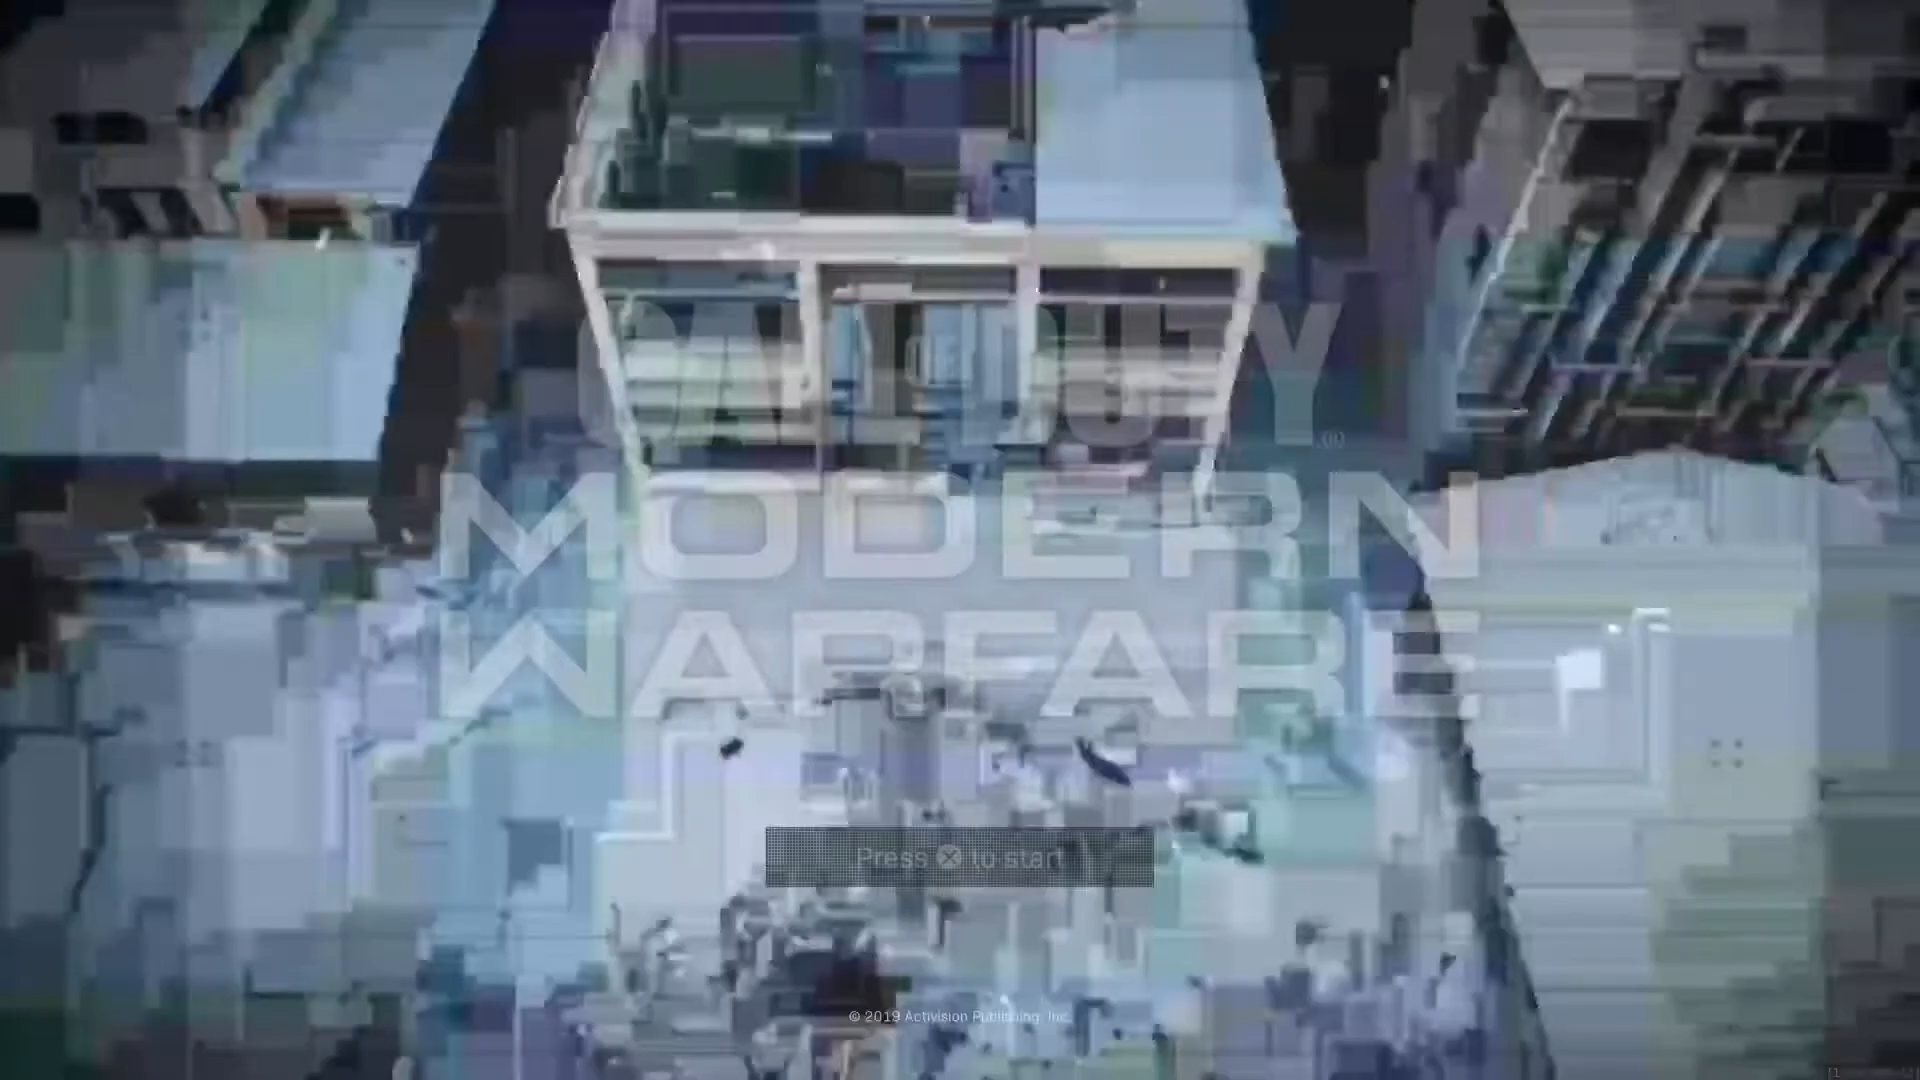 CALL OF DUTY
MODERN
WARFARE
Press ⓧ to start
© 2019 Activision Publishing, Inc.